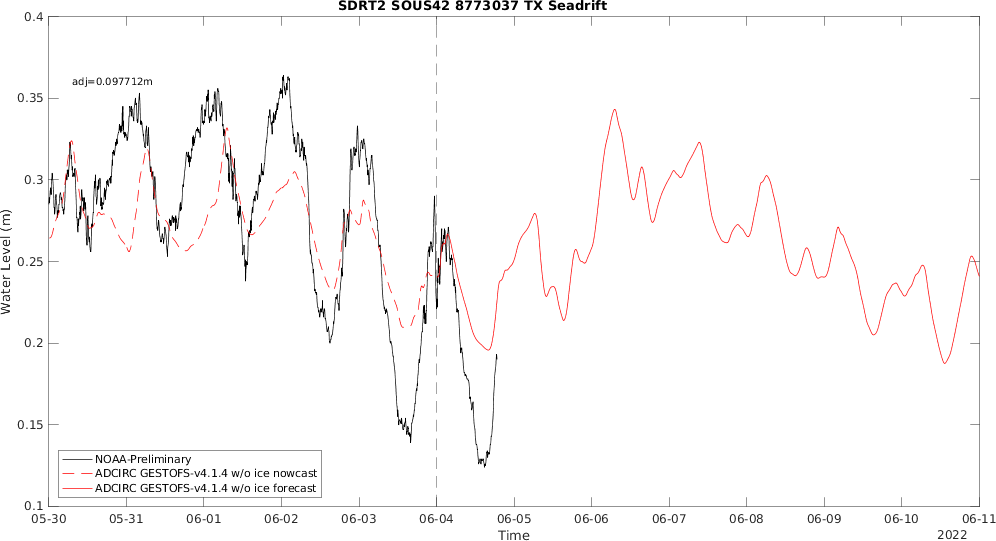 SDRT2 SOUS42 8773037 TX Seadrift
adj=0.097712m
0.4
0.35
0.3
0.25
0.2
0.15
0.1
Water Level (m)
NOAA-Preliminary
ADCIRC GESTOFS-v4.1.4 w/o ice nowcast
ADCIRC GESTOFS-v4.1.4 w/o ice forecast
05-30 05-31 06-01 06-02 06-03 06-04 06-05 06-06 06-07 06-08 06-09 06-10 06-11
Time
2022